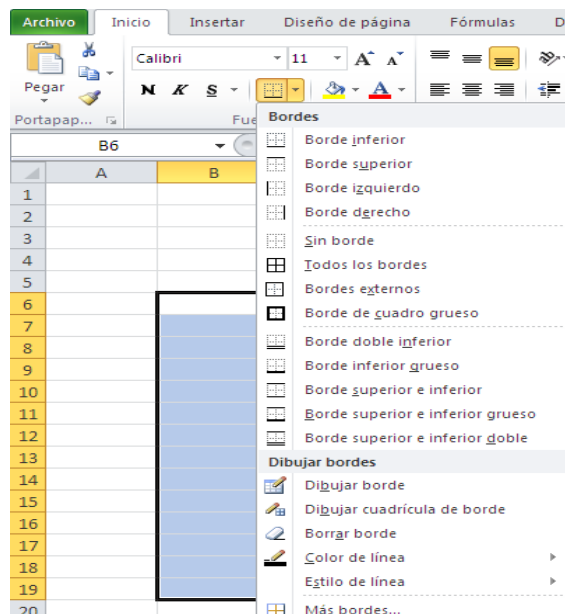 Archivo Inicio Insertar Diseño de página Fórmulas D
Calibri 11 A A
Pegar N K S A
Portapap... Fue
B6
A B
Bordes
Borde inferior
Borde superior
Borde izquierdo
Borde derecho
Sin borde
Todos los bordes
Bordes externos
Borde de cuadro grueso
Borde doble inferior
Borde inferior grueso
Borde superior e inferior
Borde superior e inferior grueso
Borde superior e inferior doble
Dibujar bordes
Dibujar borde
Dibujar cuadrícula de borde
Borrar borde
Color de línea
Estilo de línea
Más bordes...
1
2
3
4
5
6
7
8
9
10
11
12
13
14
15
16
17
18
19
20